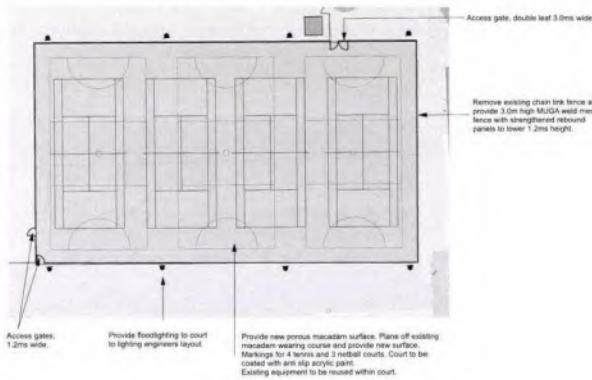 Access gate, double leaf 3.0ms wide
Remove existing chain link fence a
provide 3.0m high MUGA weld me
fence with strengthened rebound
panels to lower 1.2ms height.
Access gates,
1.2ms wide.
Provide floodlighting to court
to lighting engineers layout
Provide new porous macadam surface. Plane off existing
macadam wearing course and provide new surface.
Markings for 4 tennis and 3 netball courts. Court to be
coated with anti slip acrylic paint.
Existing equipment to be reused within court.